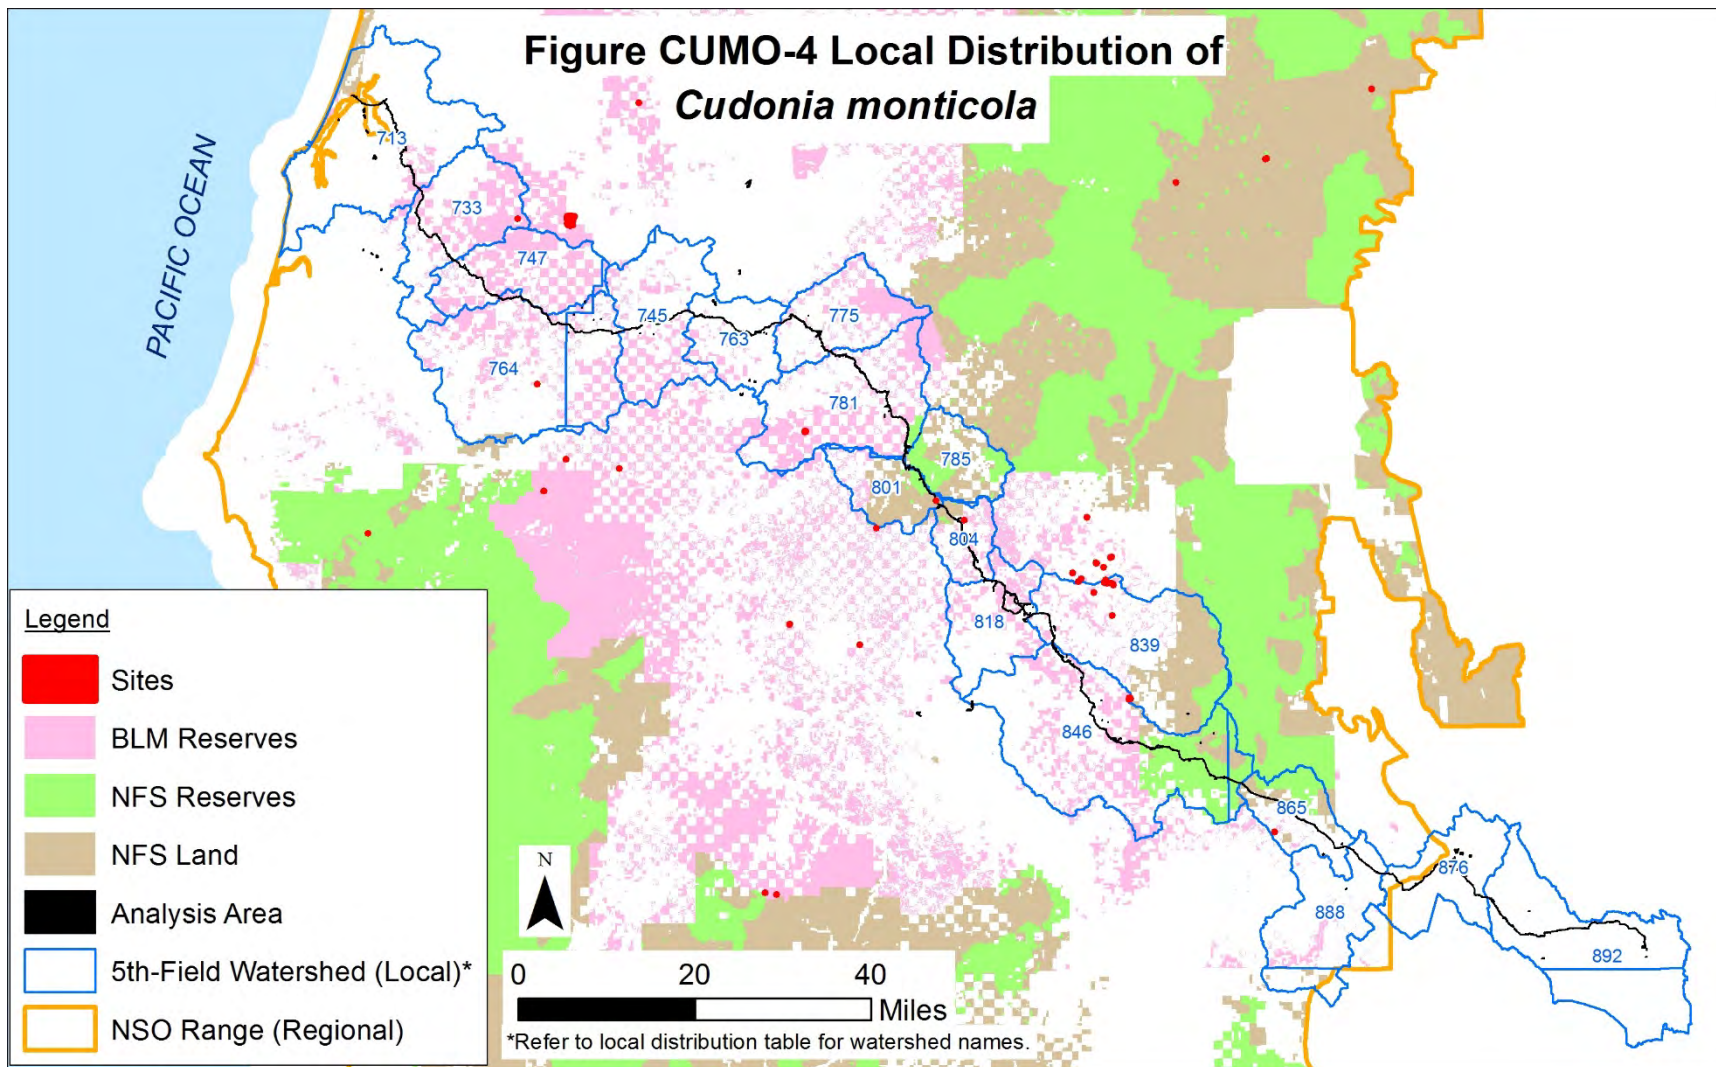 Figure CUMO-4 Local Distribution of
Cudonia monticola
PACIFIC OCEAN
713
733
747
745
763
775
764
781
785
801
804
818
839
846
865
876
888
892
Legend
Sites
BLM Reserves
NFS Reserves
NFS Land
Analysis Area
5th-Field Watershed (Local)*
NSO Range (Regional)
N
0 20 40
Miles
*Refer to local distribution table for watershed names.